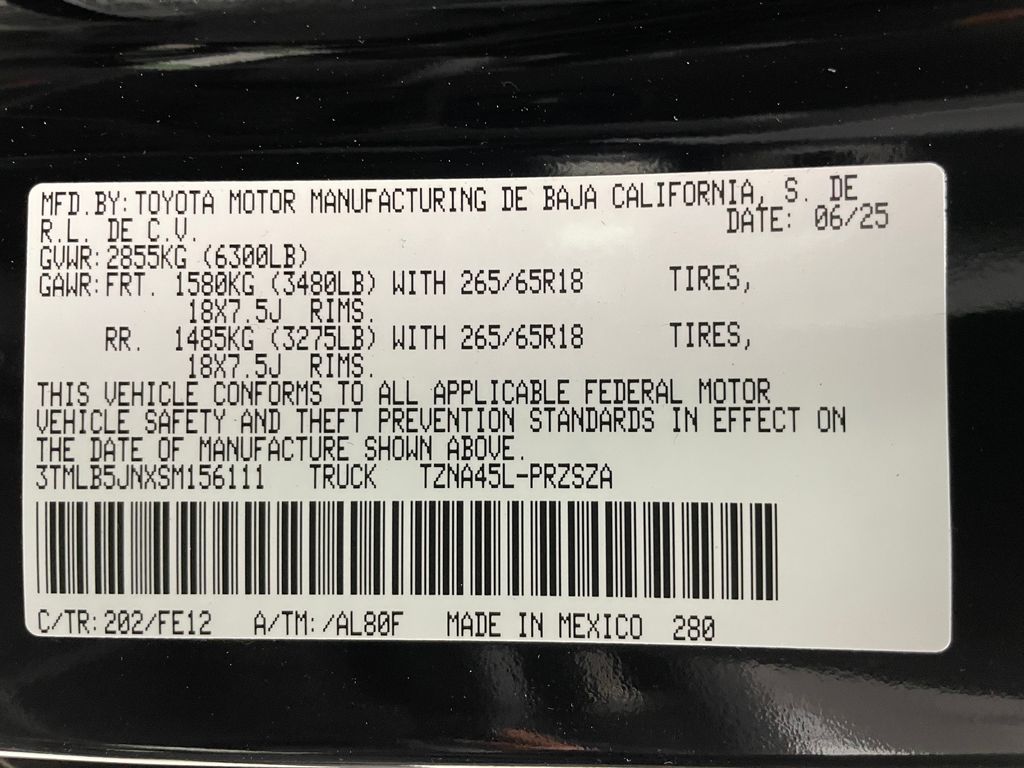 MFD.BY: TOYOTA MOTOR MANUFACTURING DE BAJA CALIFORNIA, S. DE
R.L. DE C.V. DATE: 06/25
GVWR: 2855KG (6300LB)
GAWR: FRT. 1580KG (3480LB) WITH 265/65R18 TIRES,
18X7.5J RIMS.
RR. 1485KG (3275LB) WITH 265/65R18 TIRES,
18X7.5J RIMS.
THIS VEHICLE CONFORMS TO ALL APPLICABLE FEDERAL MOTOR
VEHICLE SAFETY AND THEFT PREVENTION STANDARDS IN EFFECT ON
THE DATE OF MANUFACTURE SHOWN ABOVE.
3TMLB5JNXSM156111 TRUCK TZNA45L-PRZSZA
C/TR: 202/FE12 A/TM: /AL80F MADE IN MEXICO 280